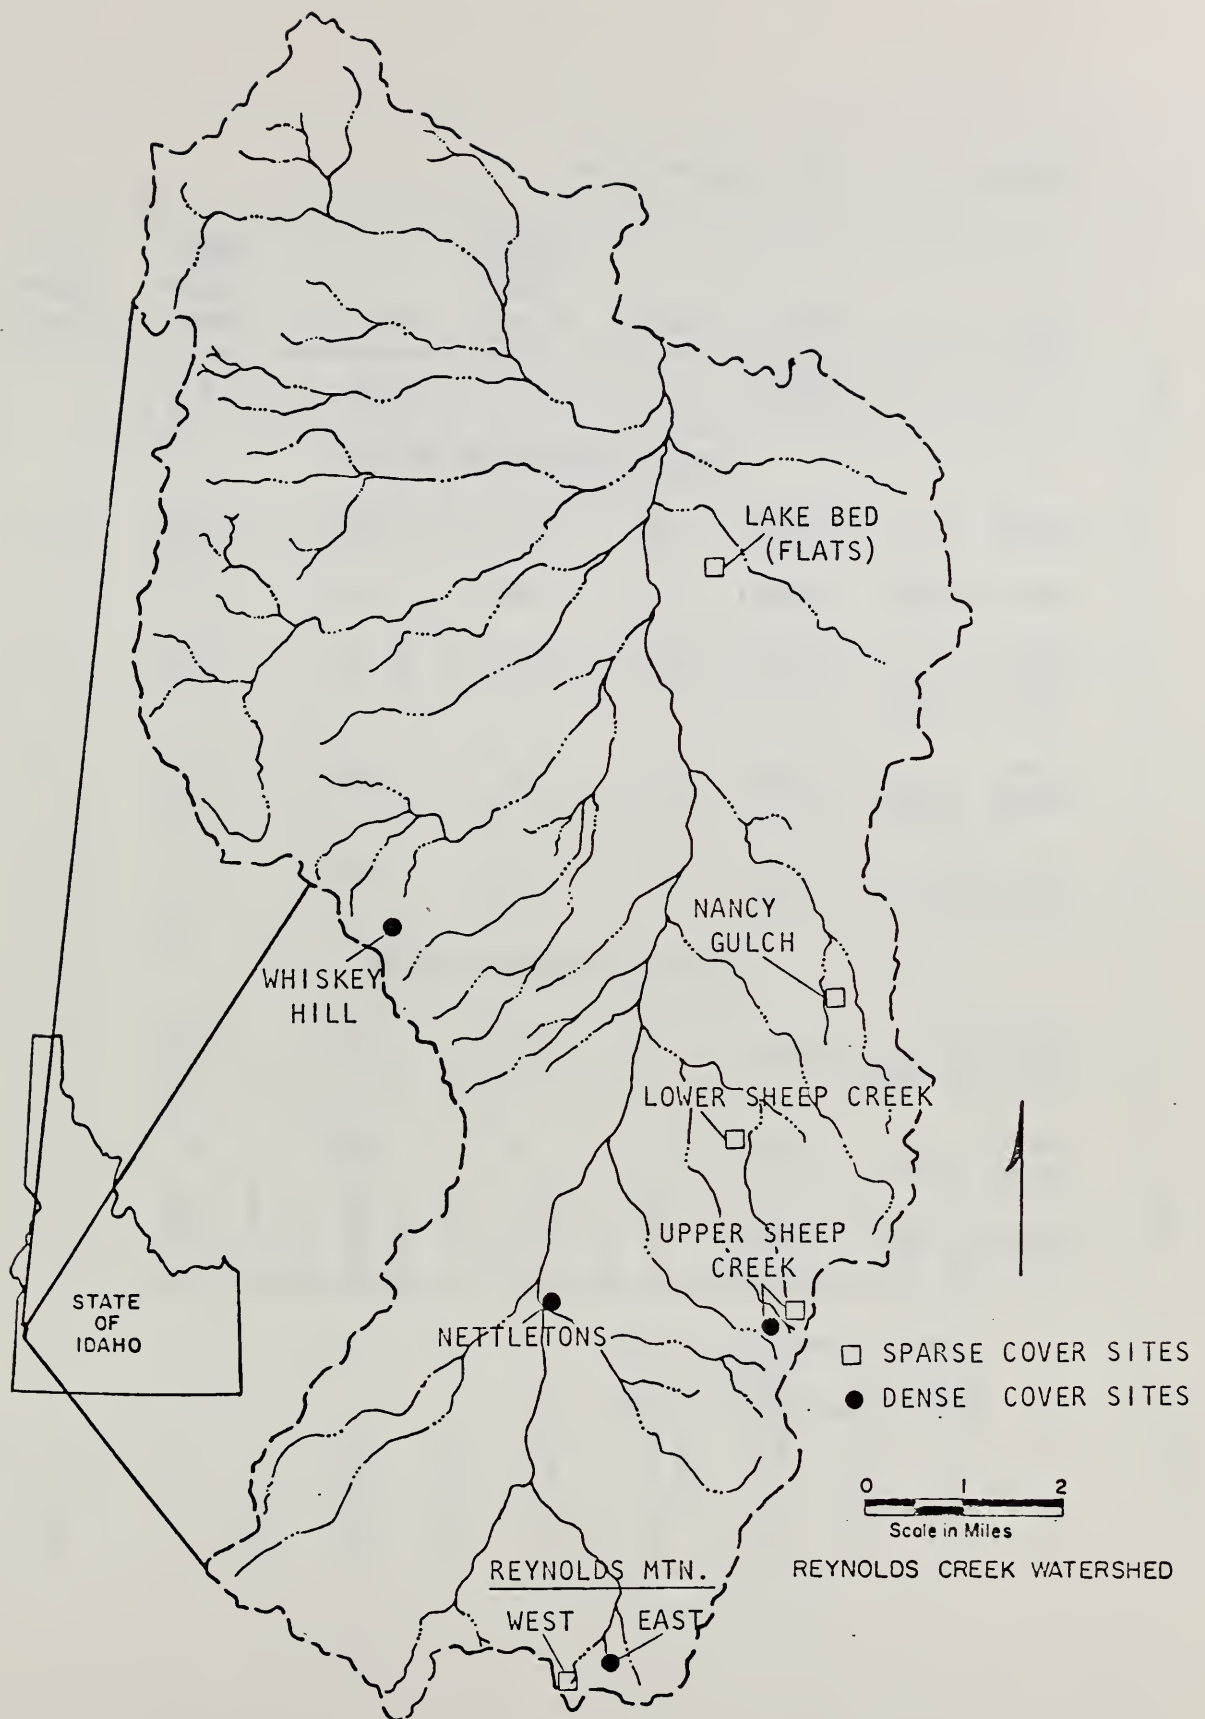 LAKE BED
(FLATS)
NANCY
GULCH
WHISKEY
HILL
LOWER SHEEP CREEK
UPPER SHEEP
CREEK
STATE
OF
IDAHO
NETTLETONS
SPARSE COVER SITES
DENSE COVER SITES
0 1 2
Scale in Miles
REYNOLDS CREEK WATERSHED
REYNOLDS MTN.
WEST EAST